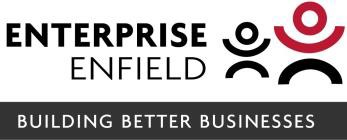 ENTERPRISE
ENFIELD
BUILDING BETTER BUSINESSES